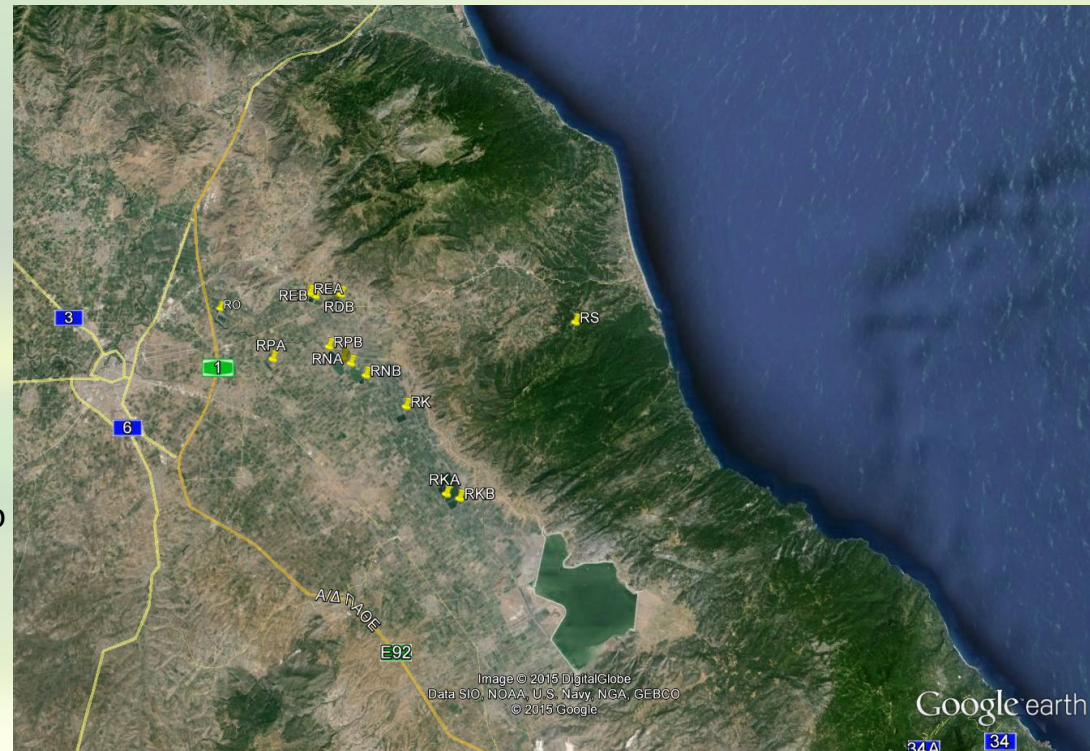 REB
REA
RDB
RO
RS
3
RPA
RPB
RNA
RNB
1
RK
6
RKA
RKB
Α/Δ ΠΑΘΕ
E92
Image © 2015 DigitalGlobe
Data SIO, NOAA, U.S. Navy, NGA, GEBCO
© 2015 Google
Google earth
34A
34